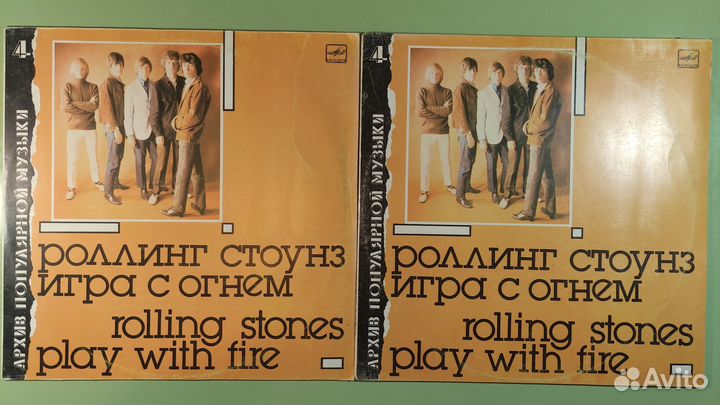 4
АРХИВ ПОПУЛЯРНОЙ МУЗЫКИ
РОЛЛИНГ СТОУНЗ
ИГРА С ОГНЕМ
rolling stones
play with fire
4
АРХИВ ПОПУЛЯРНОЙ МУЗЫКИ
РОЛЛИНГ СТОУНЗ
ИГРА С ОГНЕМ
rolling stones
play with fire
Avito